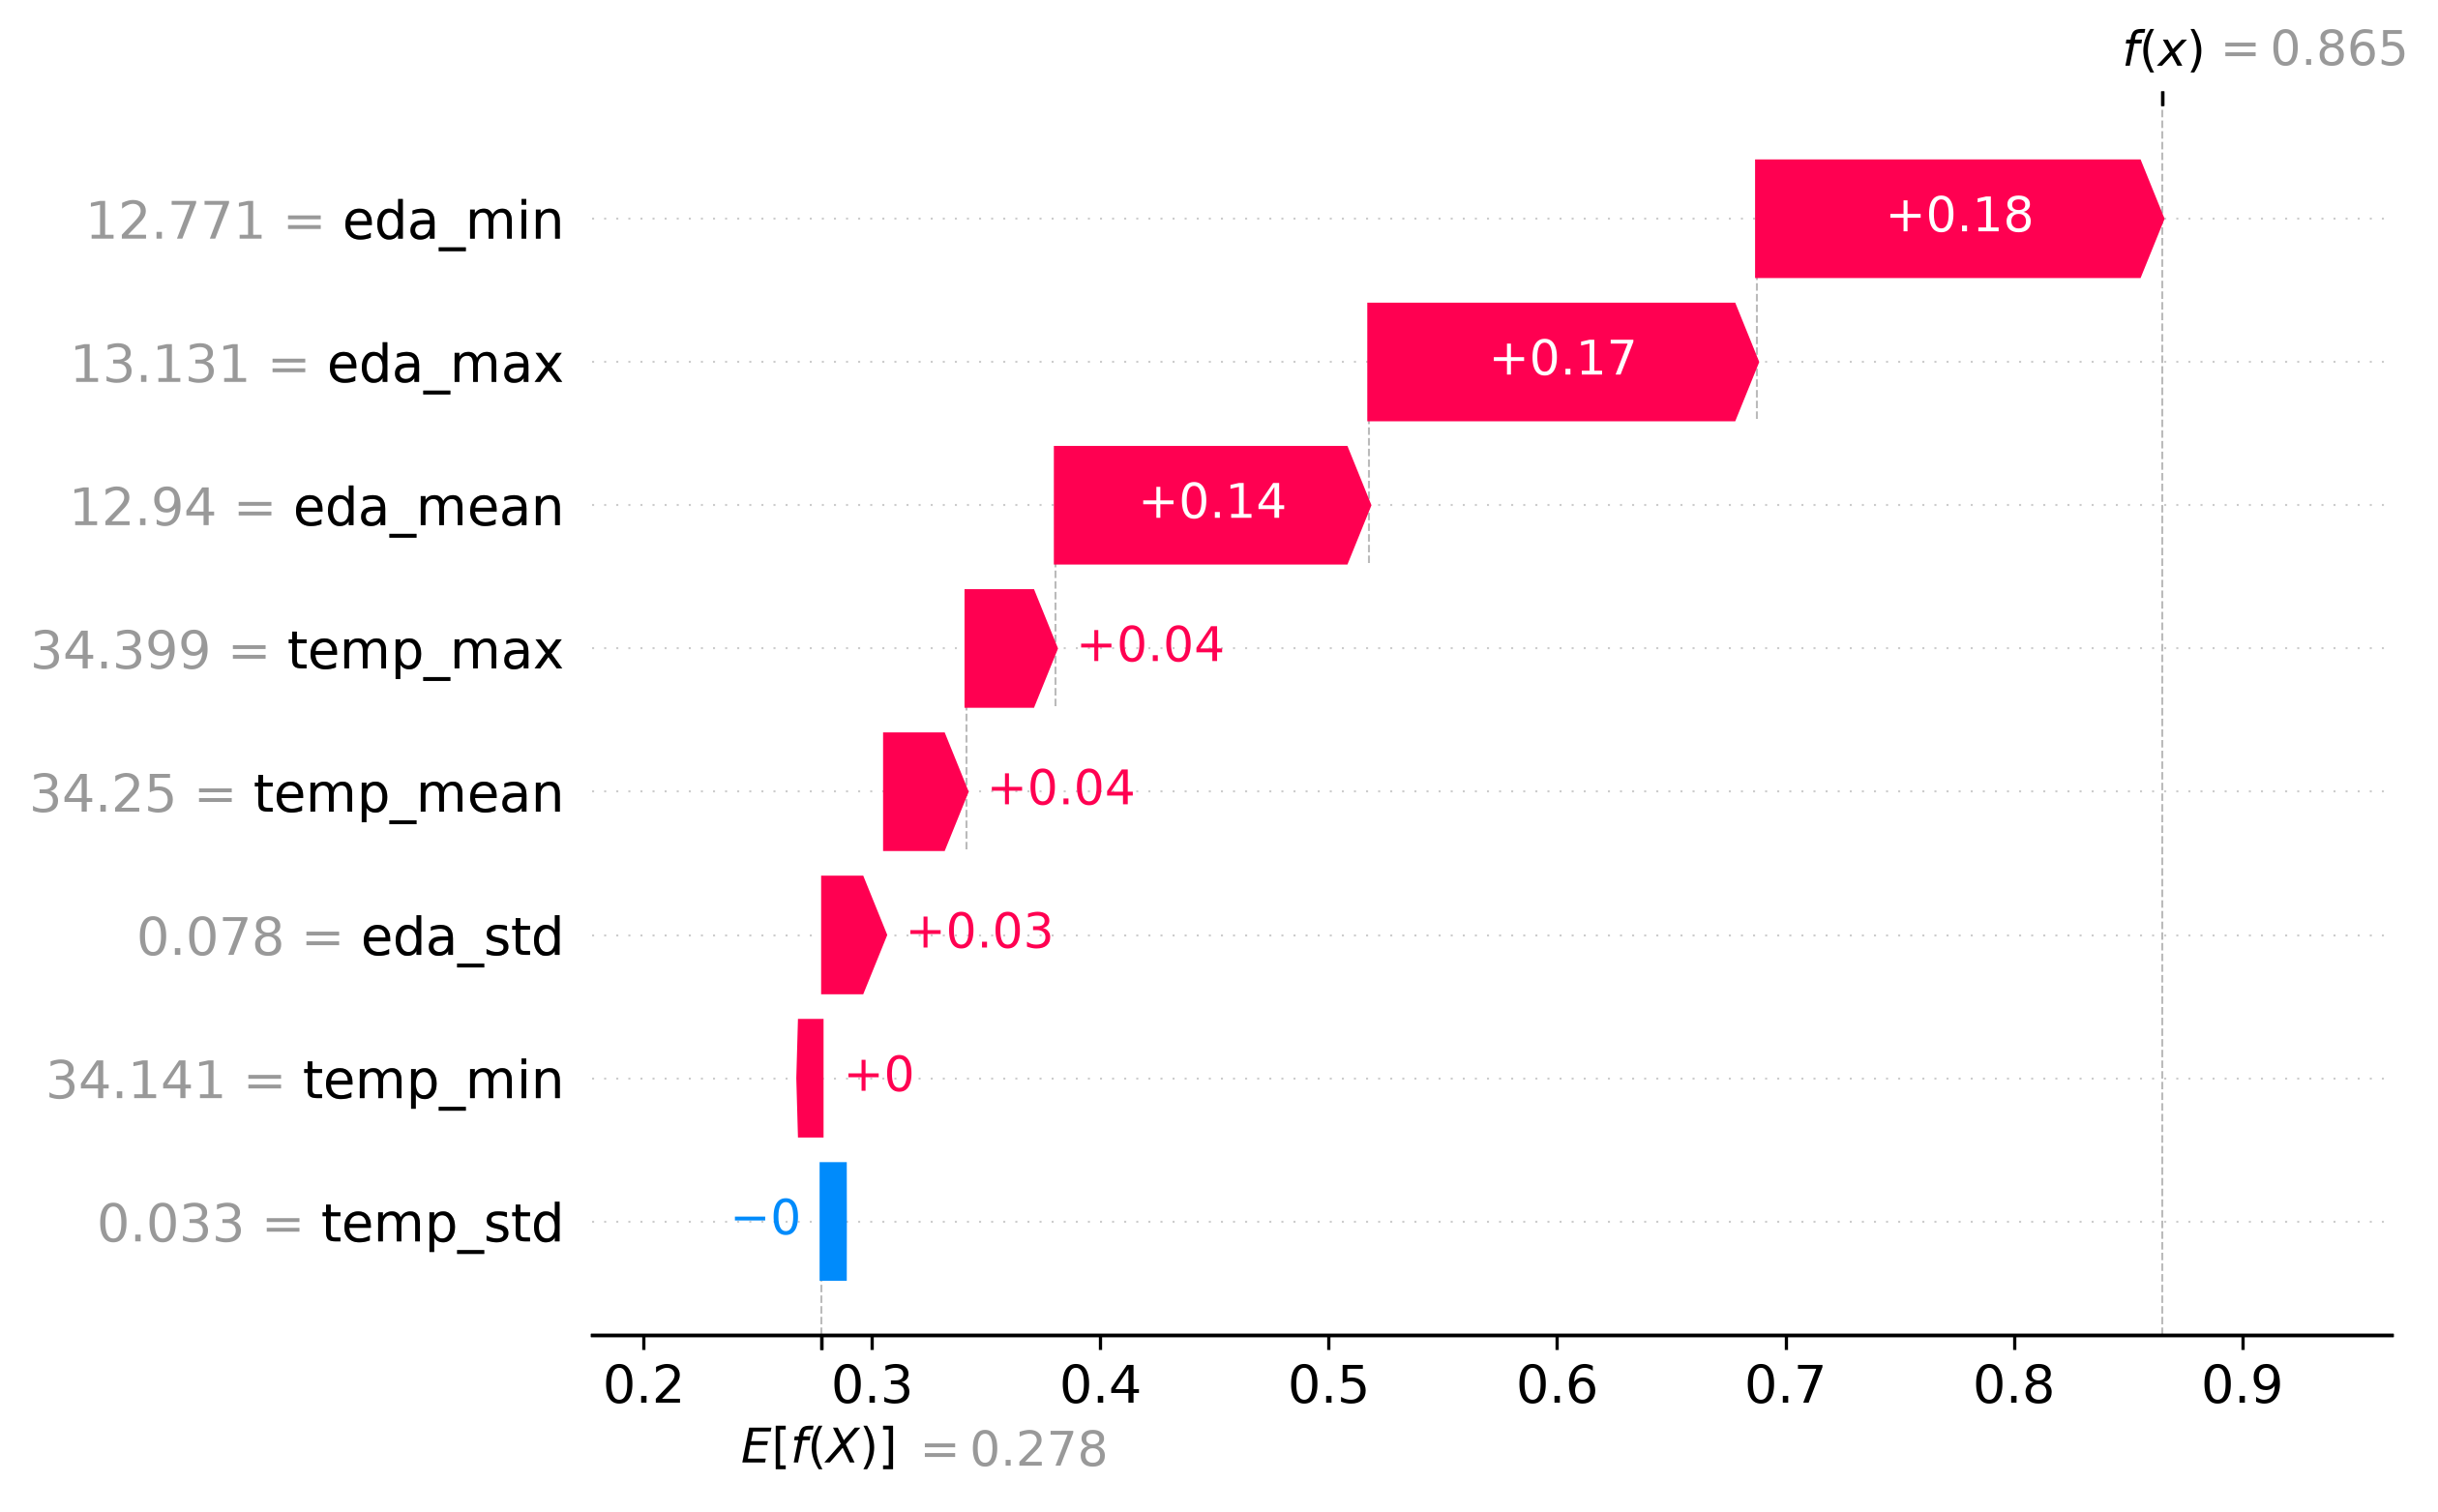 f(x) = 0.865
12.771 = eda_min +0.18
13.131 = eda_max +0.17
12.94 = eda_mean +0.14
34.399 = temp_max +0.04
34.25 = temp_mean +0.04
0.078 = eda_std +0.03
34.141 = temp_min +0
0.033 = temp_std −0
0.2 0.3 0.4 0.5 0.6 0.7 0.8 0.9
E[f(X)] = 0.278